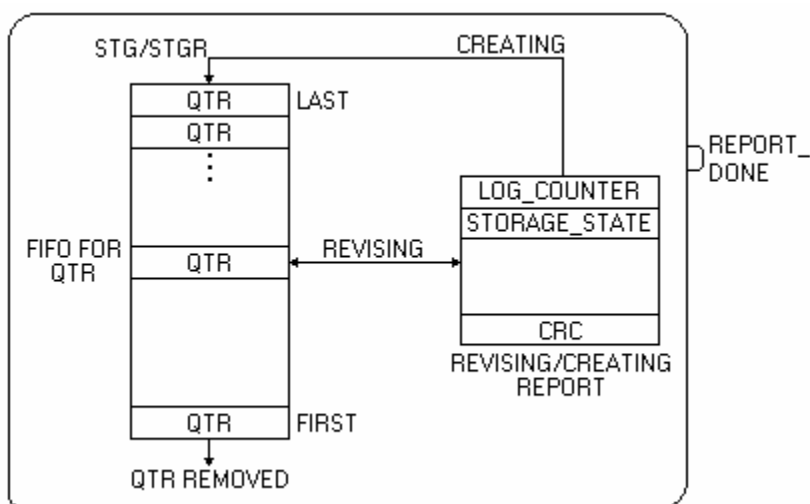 STG/STGR
CREATING
QTR
LAST
QTR
REPORT_
DONE
LOG_COUNTER
STORAGE_STATE
FIFO FOR
QTR
QTR
REVISING
CRC
REVISING/CREATING
REPORT
QTR
FIRST
QTR REMOVED